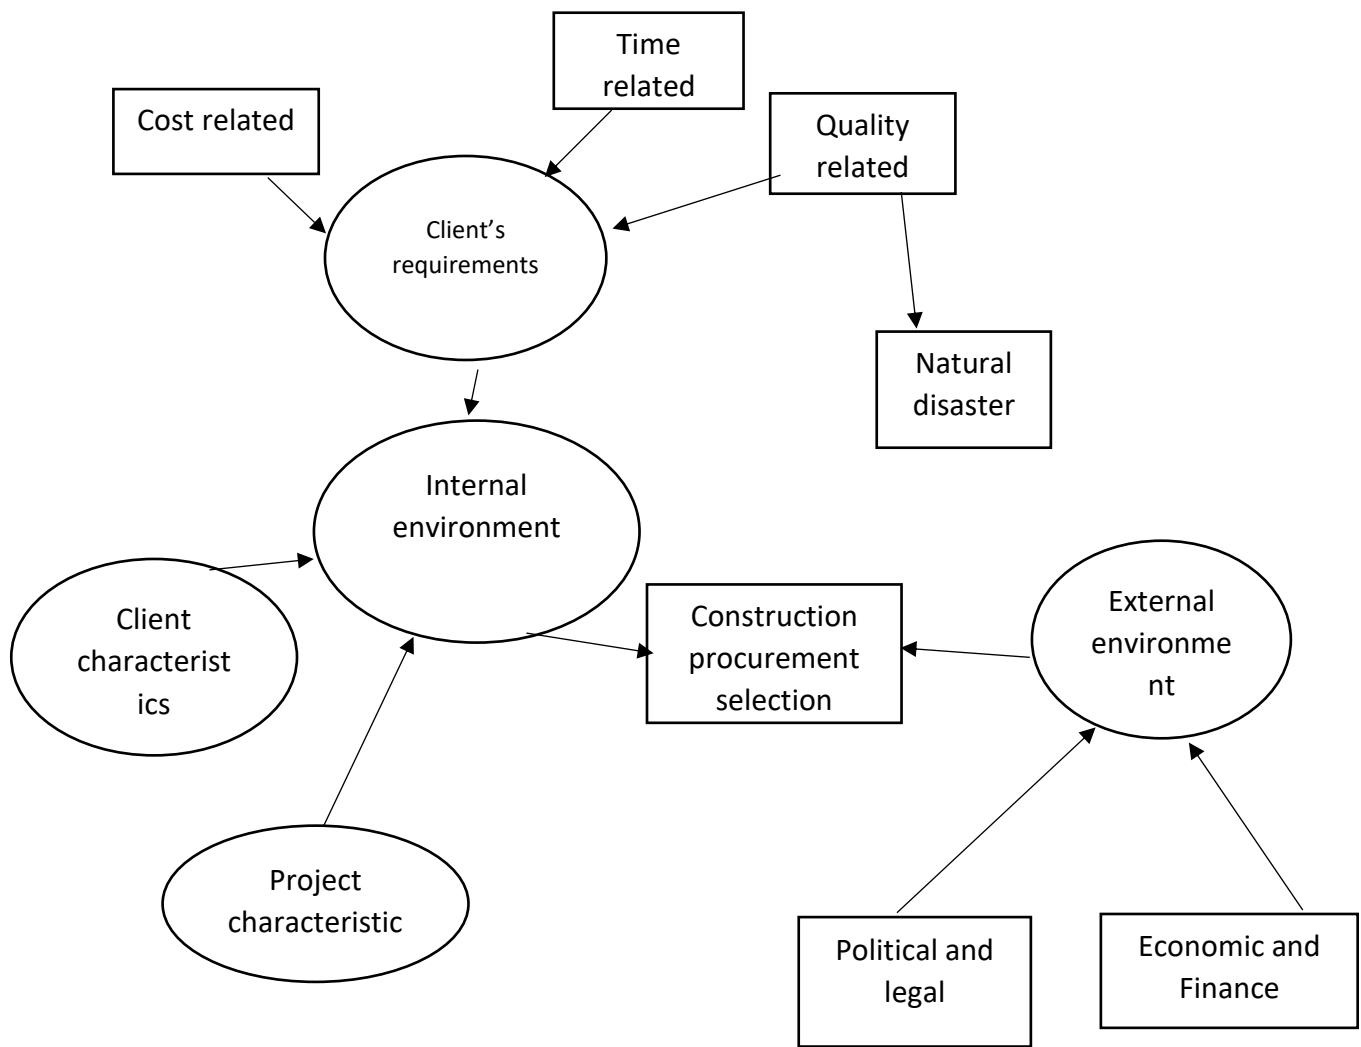 Time
related
Cost related
Quality
related
Client’s
requirements
Natural
disaster
Internal
environment
Client
characterist
ics
Construction
procurement
selection
External
environme
nt
Project
characteristic
Political and
legal
Economic and
Finance